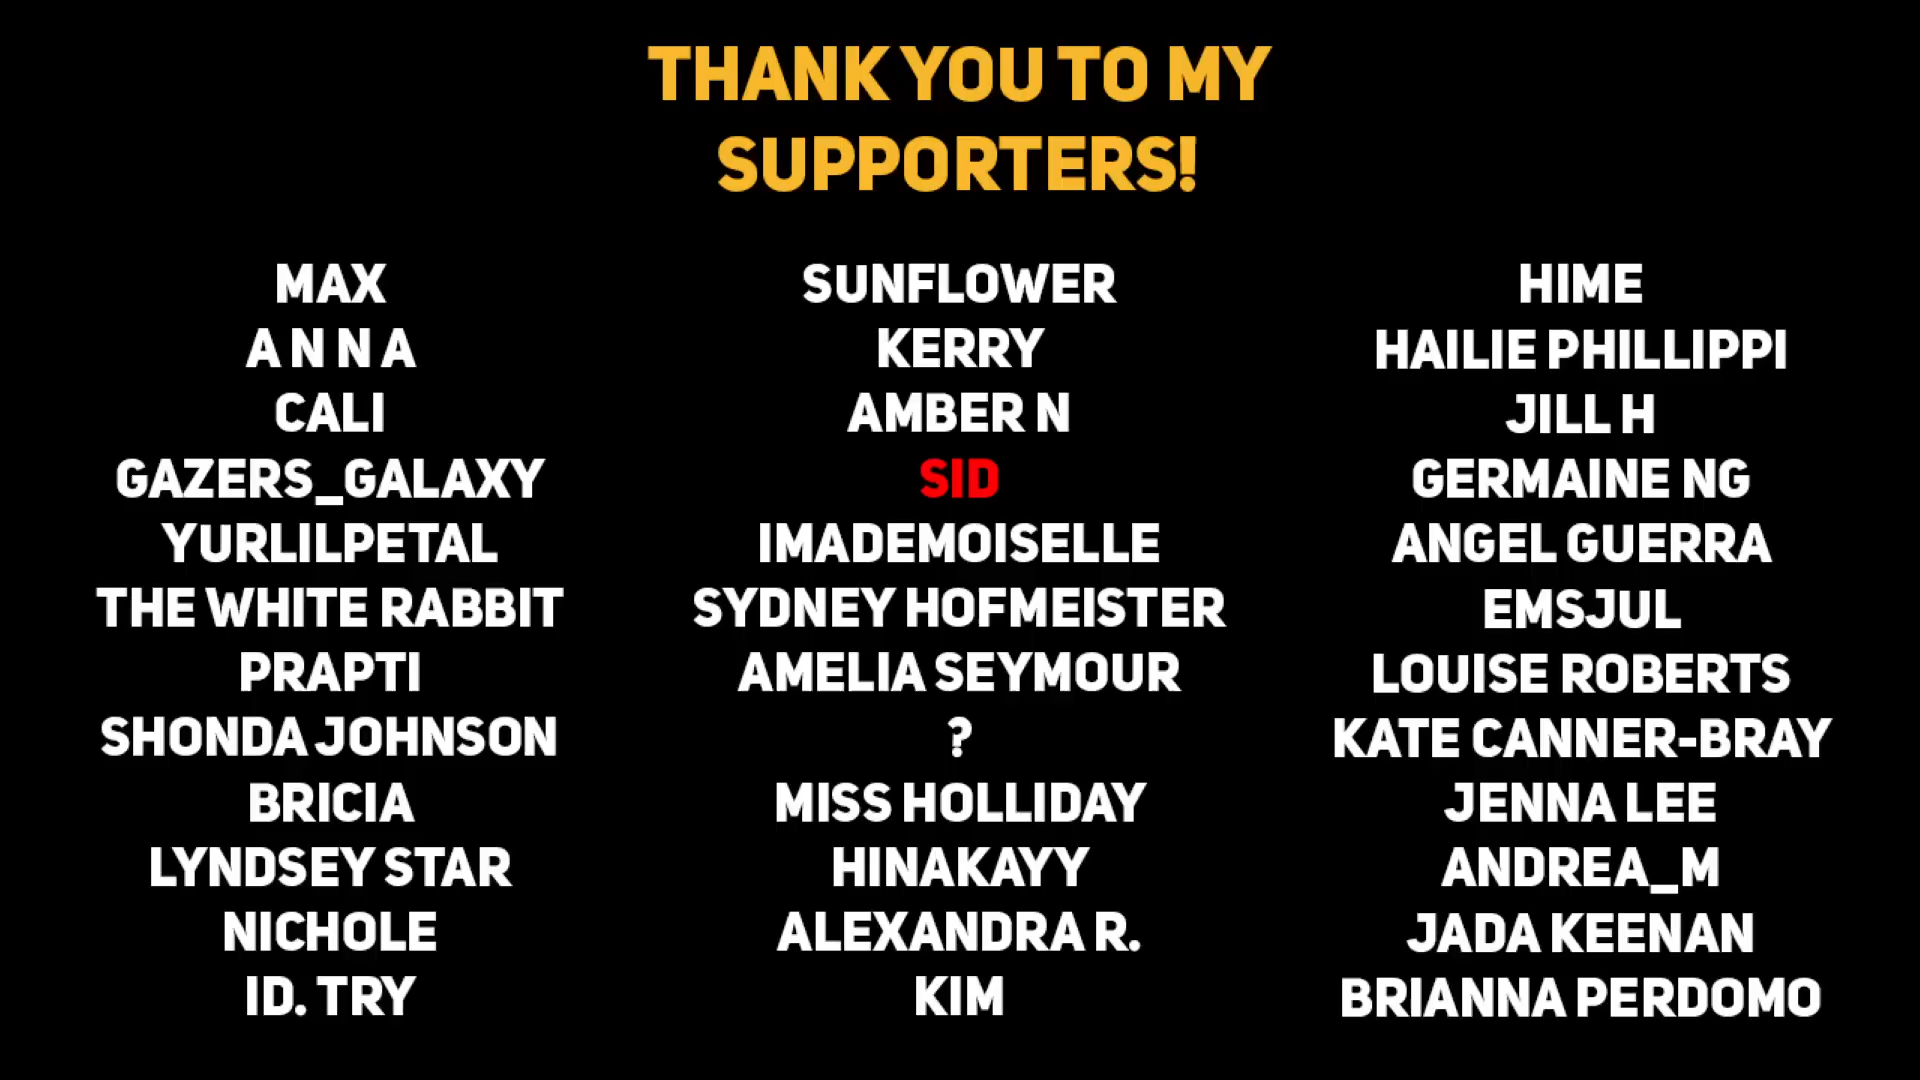 THANK YOU TO MY
SUPPORTERS!
MAX
A N N A
CALI
GAZERS_GALAXY
YURLILPETAL
THE WHITE RABBIT
PRAPTI
SHONDA JOHNSON
BRICIA
LYNDSEY STAR
NICHOLE
ID. TRY
SUNFLOWER
KERRY
AMBER N
SID
IMADEMOISELLE
SYDNEY HOFMEISTER
AMELIA SEYMOUR
?
MISS HOLLIDAY
HINAKAYY
ALEXANDRA R.
KIM
HIME
HAILIE PHILLIPPI
JILL H
GERMAINE NG
ANGEL GUERRA
EMSJUL
LOUISE ROBERTS
KATE CANNER-BRAY
JENNA LEE
ANDREA_M
JADA KEENAN
BRIANNA PERDOMO